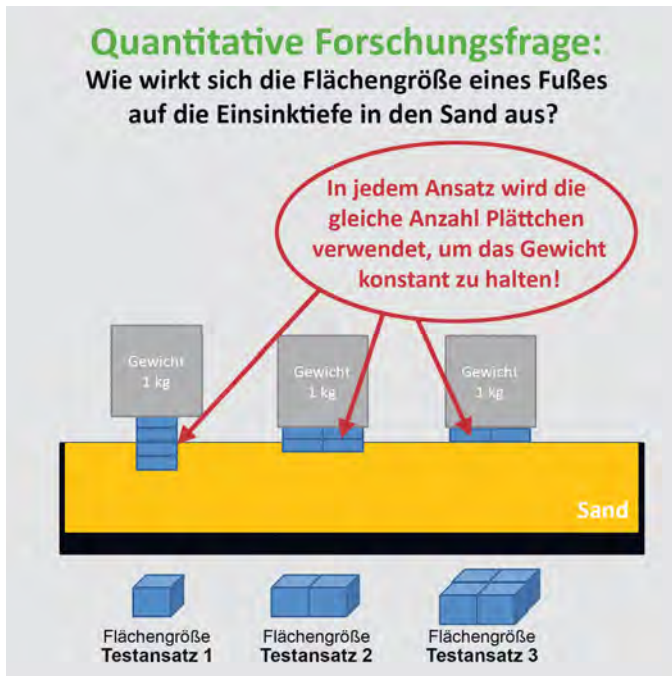 Quantitative Forschungsfrage:
Wie wirkt sich die Flächengröße eines Fußes
auf die Einsinktiefe in den Sand aus?
In jedem Ansatz wird die
gleiche Anzahl Plättchen
verwendet, um das Gewicht
konstant zu halten!
Gewicht
1 kg
Gewicht
1 kg
Gewicht
1 kg
Sand
Flächengröße
Testansatz 1
Flächengröße
Testansatz 2
Flächengröße
Testansatz 3